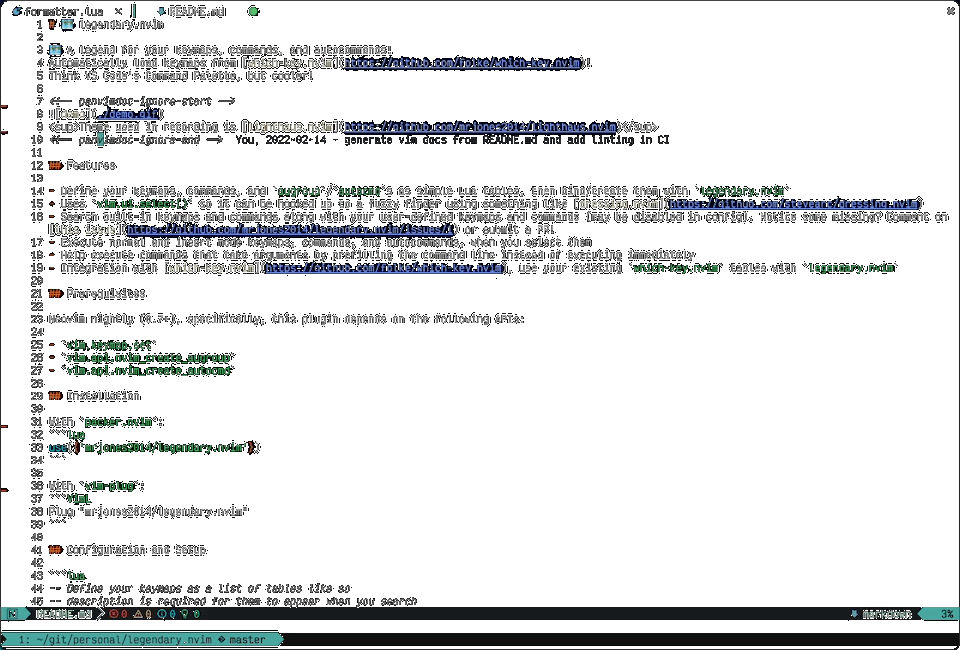 formatter.lua × README.md
1 # legendary.nvim
2
3 A legend for your keymaps, commands, and autocommands!
4 Automatically load keymaps from [which-key.nvim](https://github.com/folke/which-key.nvim)!
5 Think VS Code's Command Palette, but cooler!
6
7 <!-- panvimdoc-ignore-start -->
8 ![demo](./demo.gif)
9 <sup>Theme used in recording is [lighthaus.nvim](https://github.com/mrjones2014/lighthaus.nvim)</sup>
10 <!-- panvimdoc-ignore-end --> You, 2022-02-14 - generate vim docs from README.md and add linting in CI
11
12 ## Features
13
14 - Define your keymaps, commands, and `augroup`/`autocmd`s as simple Lua tables, then bind/create them with `legendary.nvim`
15 - Uses `vim.ui.select()` so it can be hooked up to a fuzzy finder using something like [dressing.nvim](https://github.com/stevearc/dressing.nvim)
16 - Search built-in keymaps and commands along with your user-defined keymaps and commands (may be disabled in config). Notice some missing? Comment on
(https://github.com/mrjones2014/legendary.nvim/issues/1) or submit a PR!
17 - Execute normal and insert mode keymaps, commands, and autocommands, when you select them
18 - Help execute commands that take arguments by prefilling the command line instead of executing immediately
19 - Integration with [which-key.nvim](https://github.com/folke/which-key.nvim), use your existing `which-key.nvim` tables with `legendary.nvim`
20
21 ## Prerequisites
22
23 Neovim nightly (0.7+), specifically, this plugin depends on the following APIs:
24
25 - `vim.keymap.set`
26 - `vim.api.nvim_create_augroup`
27 - `vim.api.nvim_create_autocmd`
28
29 ## Installation
30
31 With `packer.nvim`:
32 ```lua
33 use({'mrjones2014/legendary.nvim'})
34 ```
35
36 With `vim-plug`:
37 ```VimL
38 Plug "mrjones2014/legendary.nvim"
39 ```
40
41 ## Configuration and Setup
42
43 ```lua
44 -- Define your keymaps as a list of tables like so
45 -- description is required for them to appear when you search
README.md 0 0 0 0 markdown 3%
1: ~/git/personal/legendary.nvim master